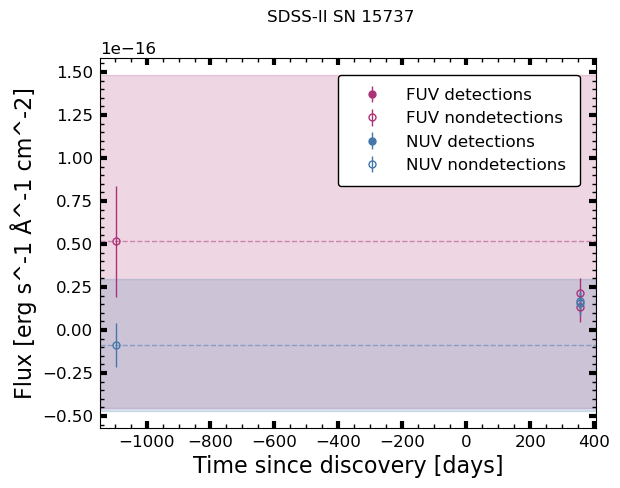 SDSS-II SN 15737
1e−16
FUV detections
FUV nondetections
NUV detections
NUV nondetections
1.50
1.25
1.00
0.75
0.50
0.25
0.00
−0.25
−0.50
Flux [erg s^-1 Å^-1 cm^-2]
−1000 −800 −600 −400 −200 0 200 400
Time since discovery [days]